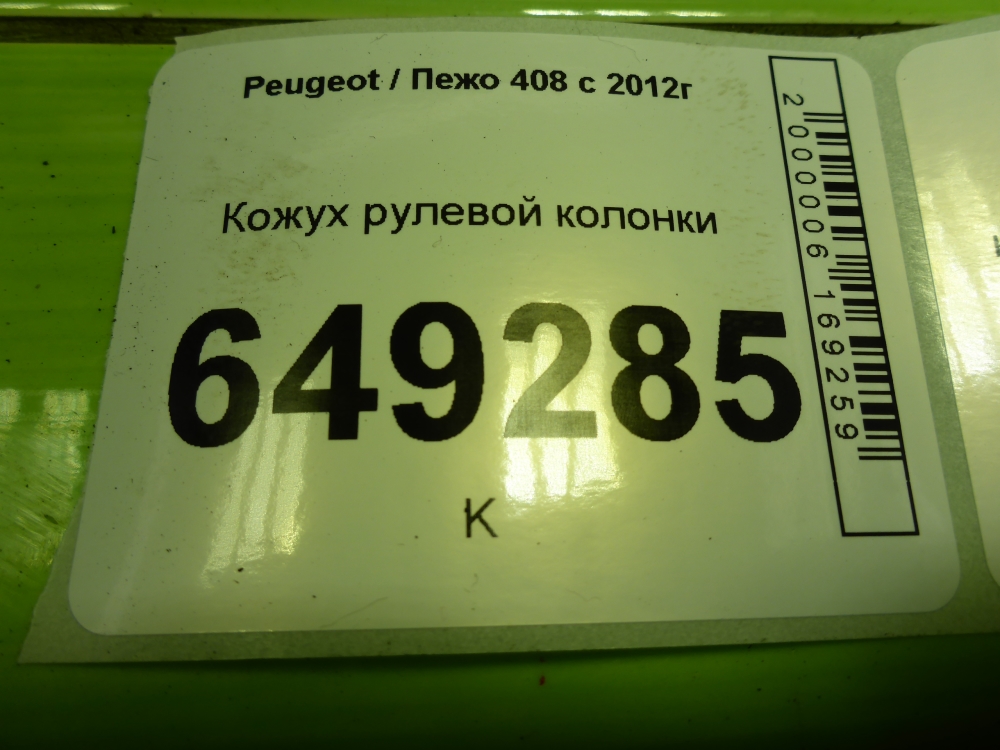 Peugeot / Пежо 408 с 2012г
Кожух рулевой колонки
649285
К
2000006169259